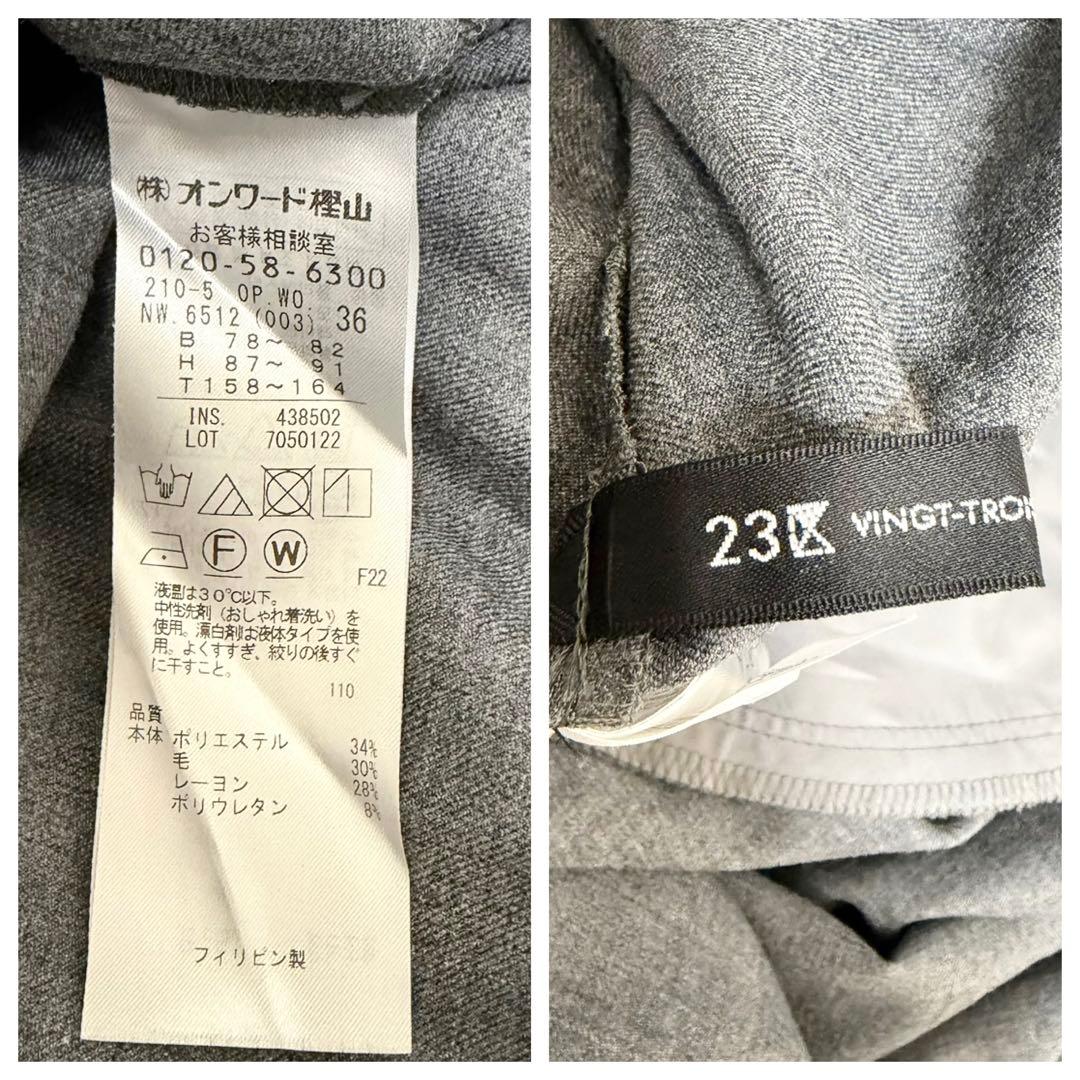 (株)オンワード樫山
お客様相談室
0120-58-6300
210-5 OP.WO.
NW.6512 (003) 36
B 78～ 82
H 87～ 91
T 158～164
INS. 438502
LOT 7050122
F W
F22
液温は30℃以下。
中性洗剤(おしゃれ着洗い)を
使用。漂白剤は液体タイプを使
用。よくすすぎ、絞りの後すぐ
に干すこと。
110
品質
本体 ポリエステル 34%
毛 30%
レーヨン 28%
ポリウレタン 8%
フィリピン製
23区 VINGT-TROI